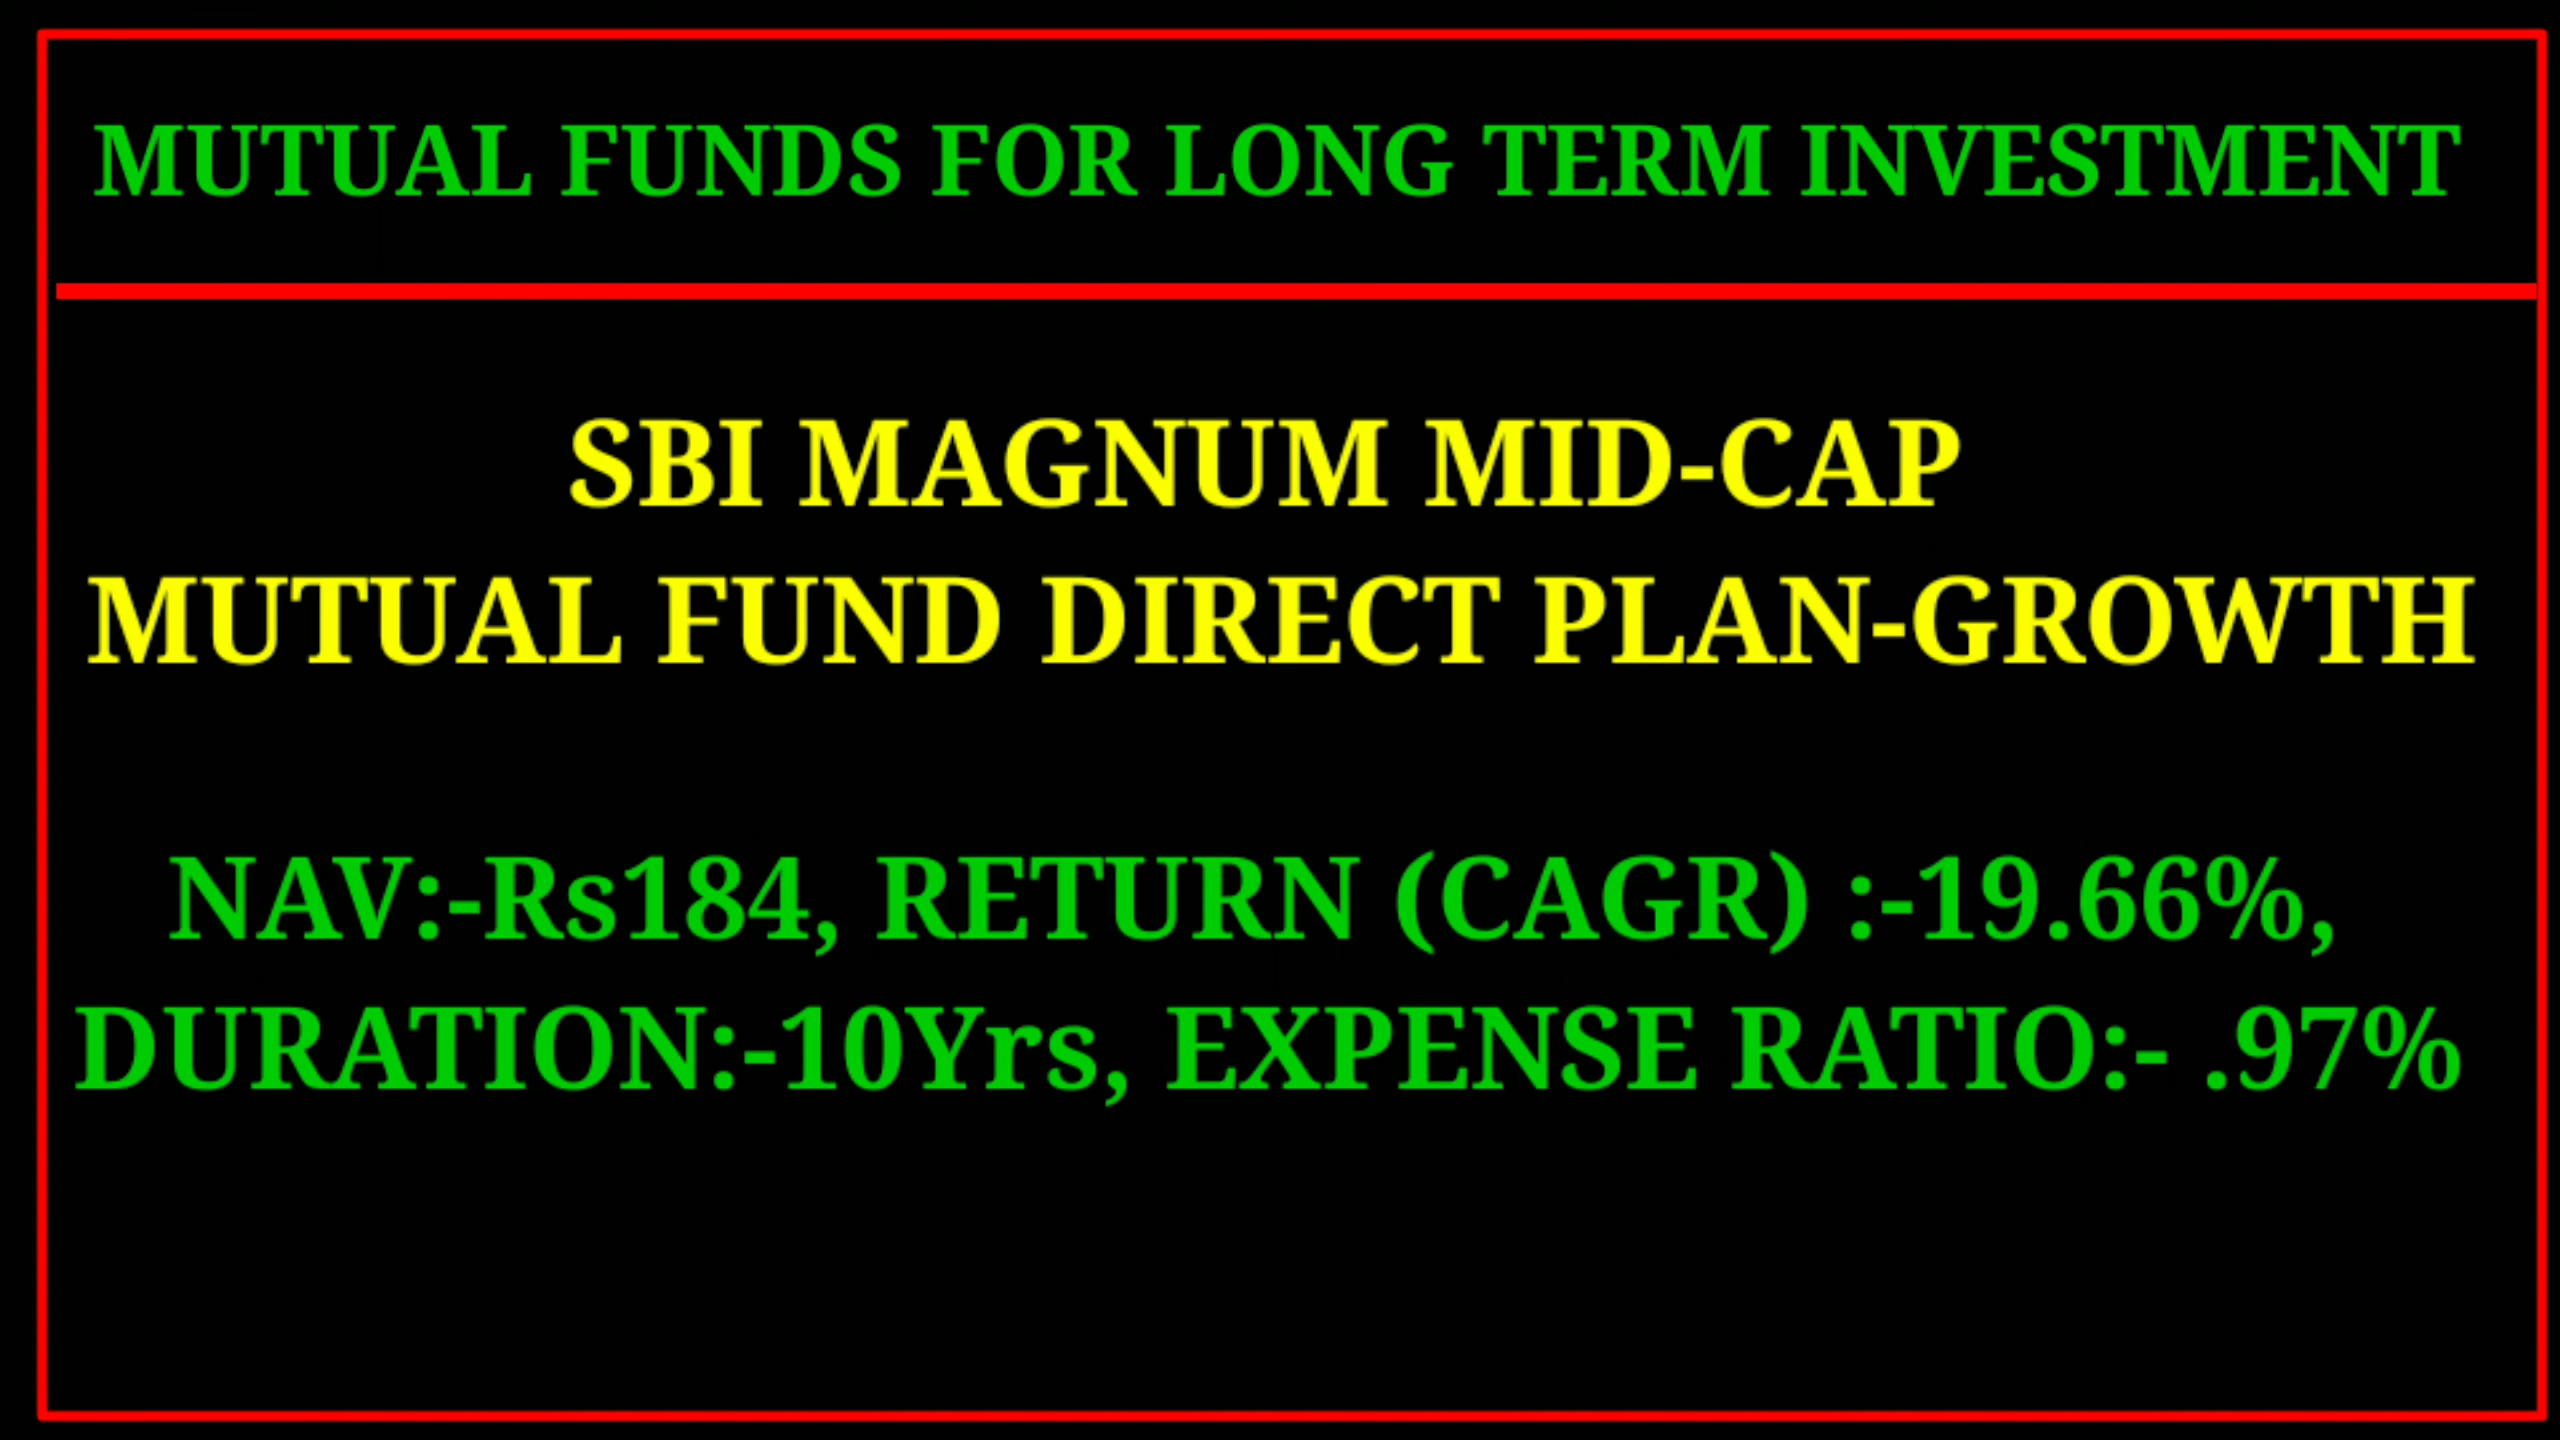 MUTUAL FUNDS FOR LONG TERM INVESTMENT
SBI MAGNUM MID-CAP
MUTUAL FUND DIRECT PLAN-GROWTH
NAV:-Rs184, RETURN (CAGR) :-19.66%,
DURATION:-10Yrs, EXPENSE RATIO:- .97%